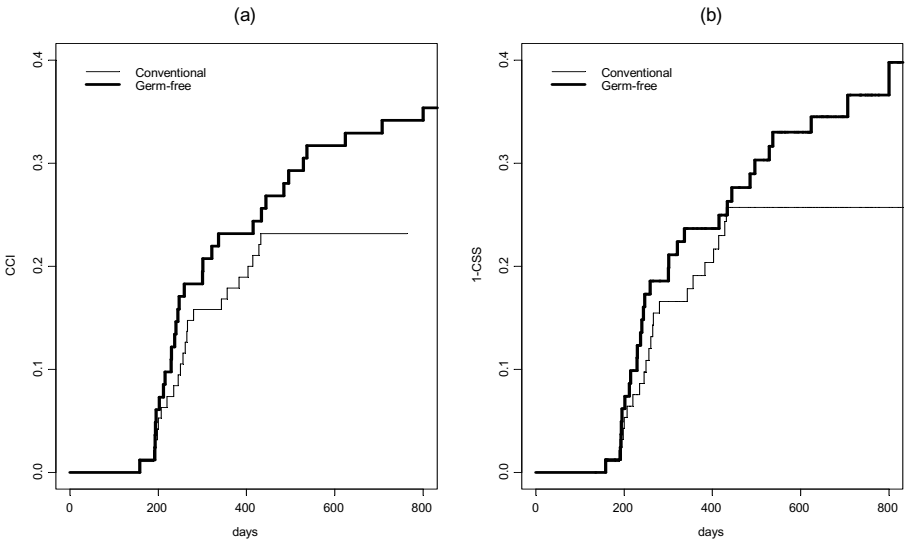 (a)
Conventional
Germ-free
CCI
0.0
0.1
0.2
0.3
0.4
0
200
400
600
800
days
(b)
Conventional
Germ-free
1-CSS
0.0
0.1
0.2
0.3
0.4
0
200
400
600
800
days